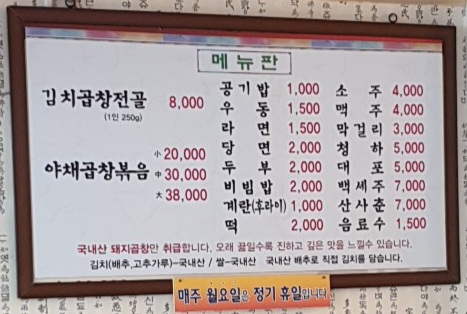 메뉴판
김치곱창전골 8,000
(1인 250g)
야채곱창볶음 小 20,000
中 30,000
大 38,000
공기밥 1,000
우동 1,500
라면 1,500
당면 2,000
두부 2,000
비빔밥 2,000
계란(후라이) 1,000
떡 2,000
소주 4,000
맥주 4,000
막걸리 3,000
청하 5,000
대포 5,000
백세주 7,000
산사춘 7,000
음료수 1,500
국내산 돼지곱창만 취급합니다. 오래 끓일수록 진하고 깊은 맛을 느낄수 있습니다.
김치(배추,고추가루)-국내산 / 쌀-국내산 국내산 배추로 직접 김치를 담습니다.
매주 월요일은 정기 휴일입니다